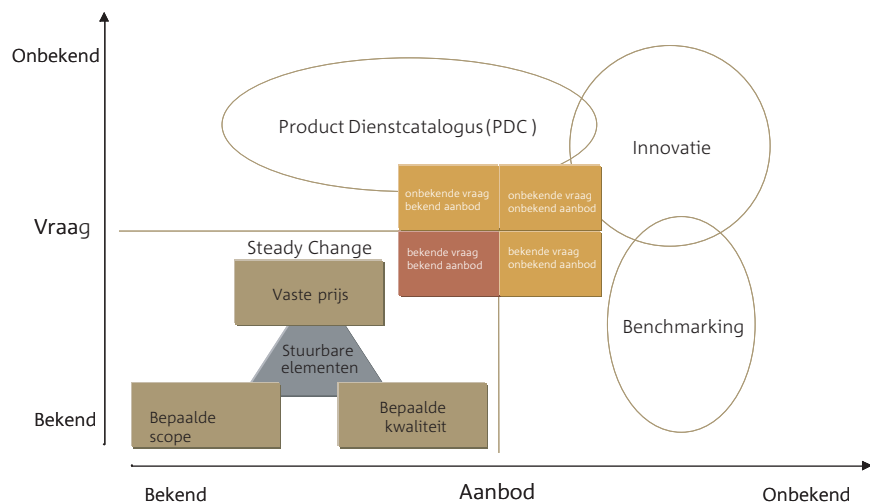 Onbekend
Product Dienstcatalogus (PDC )
Innovatie
onbekende vraag
bekend aanbod
onbekende vraag
onbekend aanbod
Vraag
Steady Change
bekende vraag
bekend aanbod
bekende vraag
onbekend aanbod
Vaste prijs
Benchmarking
Stuurbare
elementen
Bekend
Bepaalde
scope
Bepaalde
kwaliteit
Bekend
Aanbod
Onbekend